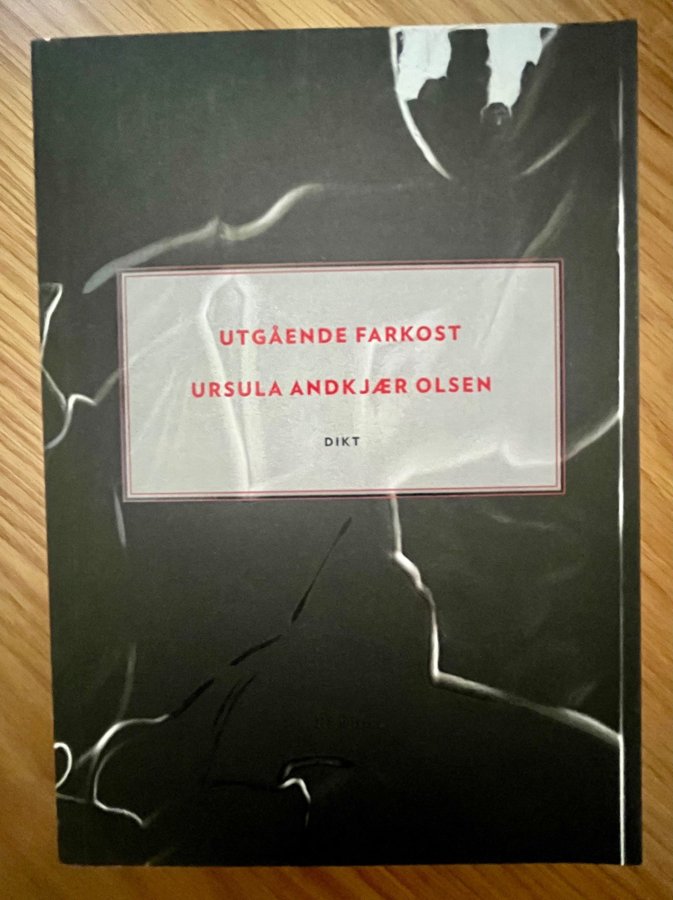 UTGÅENDE FARKOST
URSULA ANDKJÆR OLSEN
DIKT